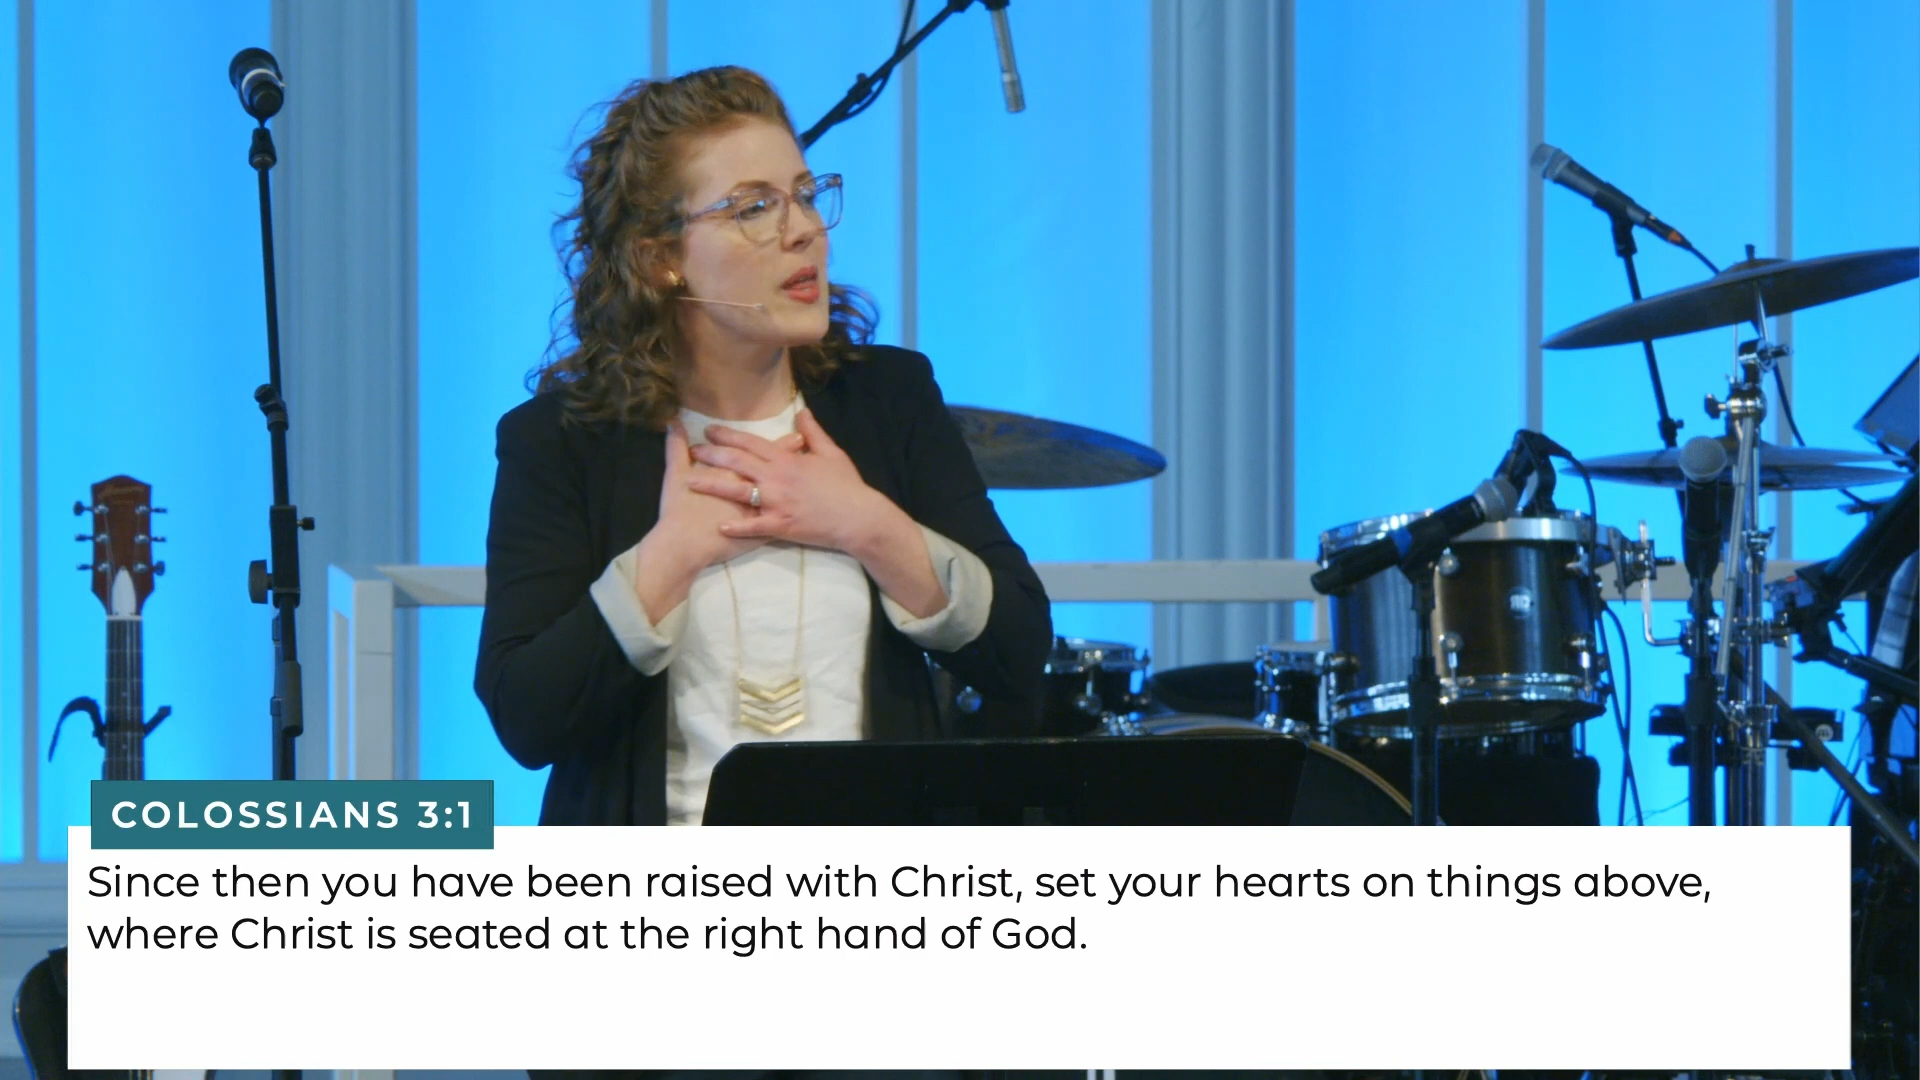 COLOSSIANS 3:1
Since then you have been raised with Christ, set your hearts on things above,
where Christ is seated at the right hand of God.